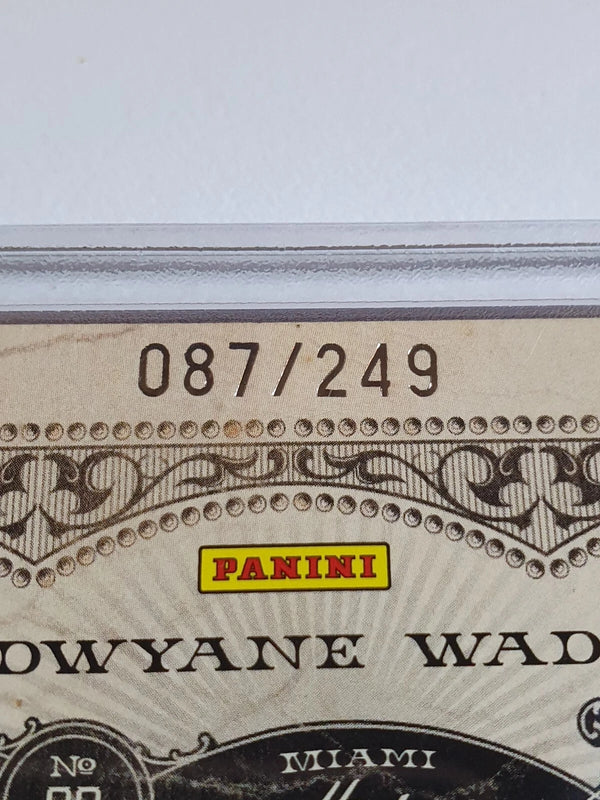 087/249
PANINI
DWYANE WAD
MIAMI
Nº